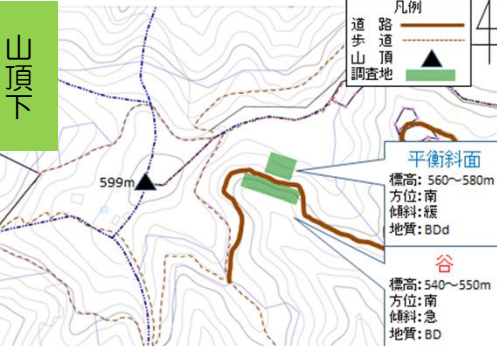 山頂下
凡例
道 路
歩 道
山 頂
調査地
599m
平衡斜面
標高: 560～580m
方位:南
傾斜:緩
地質:BDd
谷
標高:540～550m
方位:南
傾斜:急
地質:BD